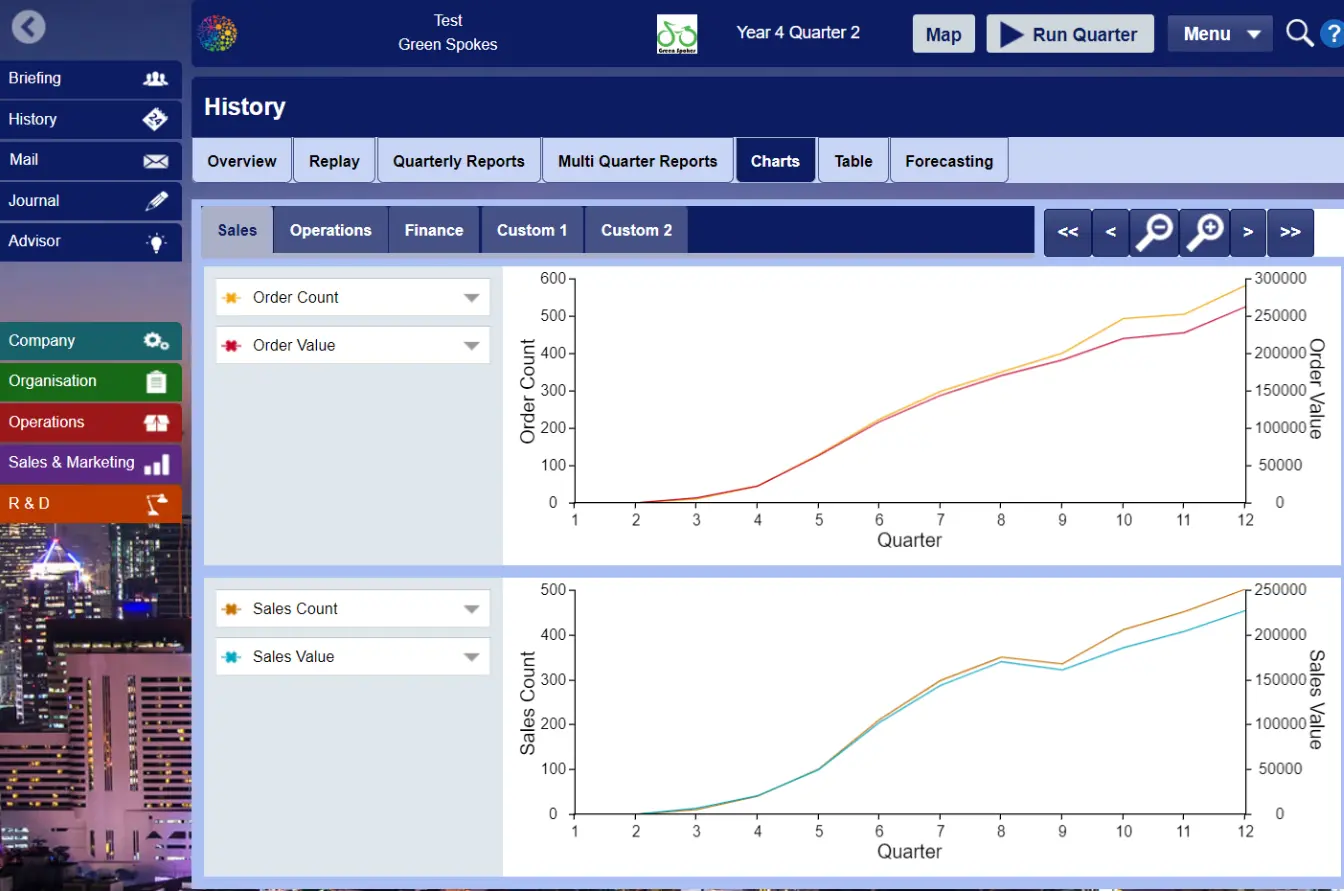 Test
Green Spokes
Green Spokes
Year 4 Quarter 2
Map
Run Quarter
Menu
?
Briefing
History
Mail
Journal
Advisor
Company
Organisation
Operations
Sales & Marketing
R & D
History
Overview
Replay
Quarterly Reports
Multi Quarter Reports
Charts
Table
Forecasting
Sales
Operations
Finance
Custom 1
Custom 2
<<
<
>
>>
Order Count
Order Value
Order Count
600
500
400
300
200
100
0
300000
250000
200000
150000
100000
50000
0
Order Value
1 2 3 4 5 6 7 8 9 10 11 12
Quarter
Sales Count
Sales Value
Sales Count
500
400
300
200
100
0
250000
200000
150000
100000
50000
0
Sales Value
1 2 3 4 5 6 7 8 9 10 11 12
Quarter